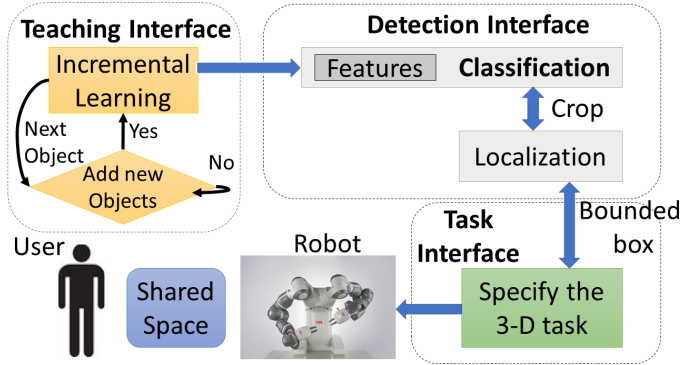 Teaching Interface
Incremental
Learning
Next
Object
Yes
No
Add new
Objects
Detection Interface
Features
Classification
Crop
Localization
Bounded
box
Task
Interface
Specify the
3-D task
User
Shared
Space
Robot